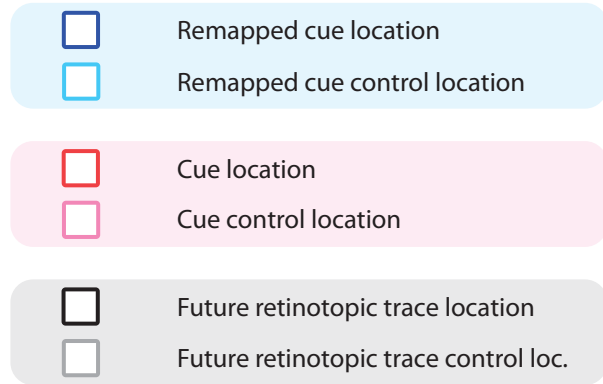 Remapped cue location
Remapped cue control location
Cue location
Cue control location
Future retinotopic trace location
Future retinotopic trace control loc.